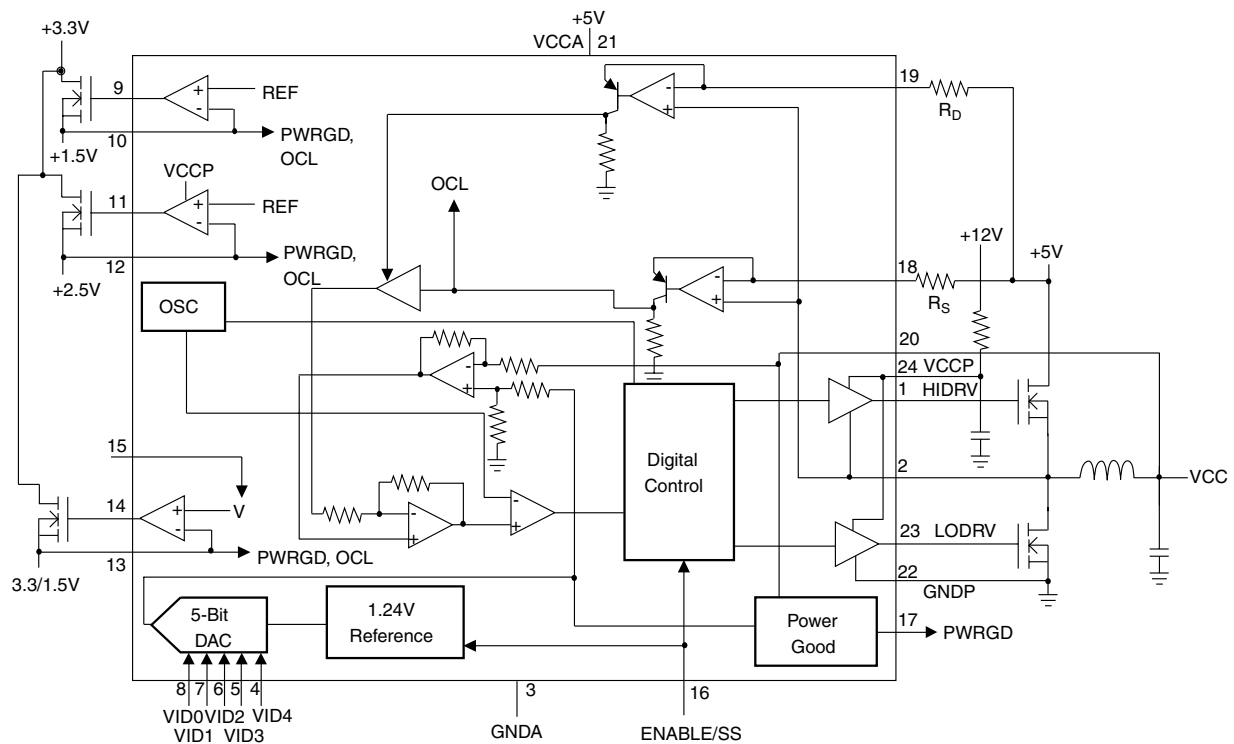 +5V
VCCA 21
+3.3V
9
REF
10
PWRGD,
OCL
+1.5V
VCCP
11
REF
12
PWRGD,
OCL
+2.5V
+
-
+
-
-
+
19
RD
OCL
-
+
18
RS
+12V
+5V
OSC
20
24 VCCP
1 HIDRV
-
+
2
VCC
Digital
Control
15
14
+
-
V
13
PWRGD, OCL
3.3/1.5V
-
+
-
+
23 LODRV
22
GNDP
5-Bit
DAC
1.24V
Reference
Power
Good
17
PWRGD
8 7 6 5 4
3
16
VID0 VID2 VID4
VID1 VID3
GNDA
ENABLE/SS